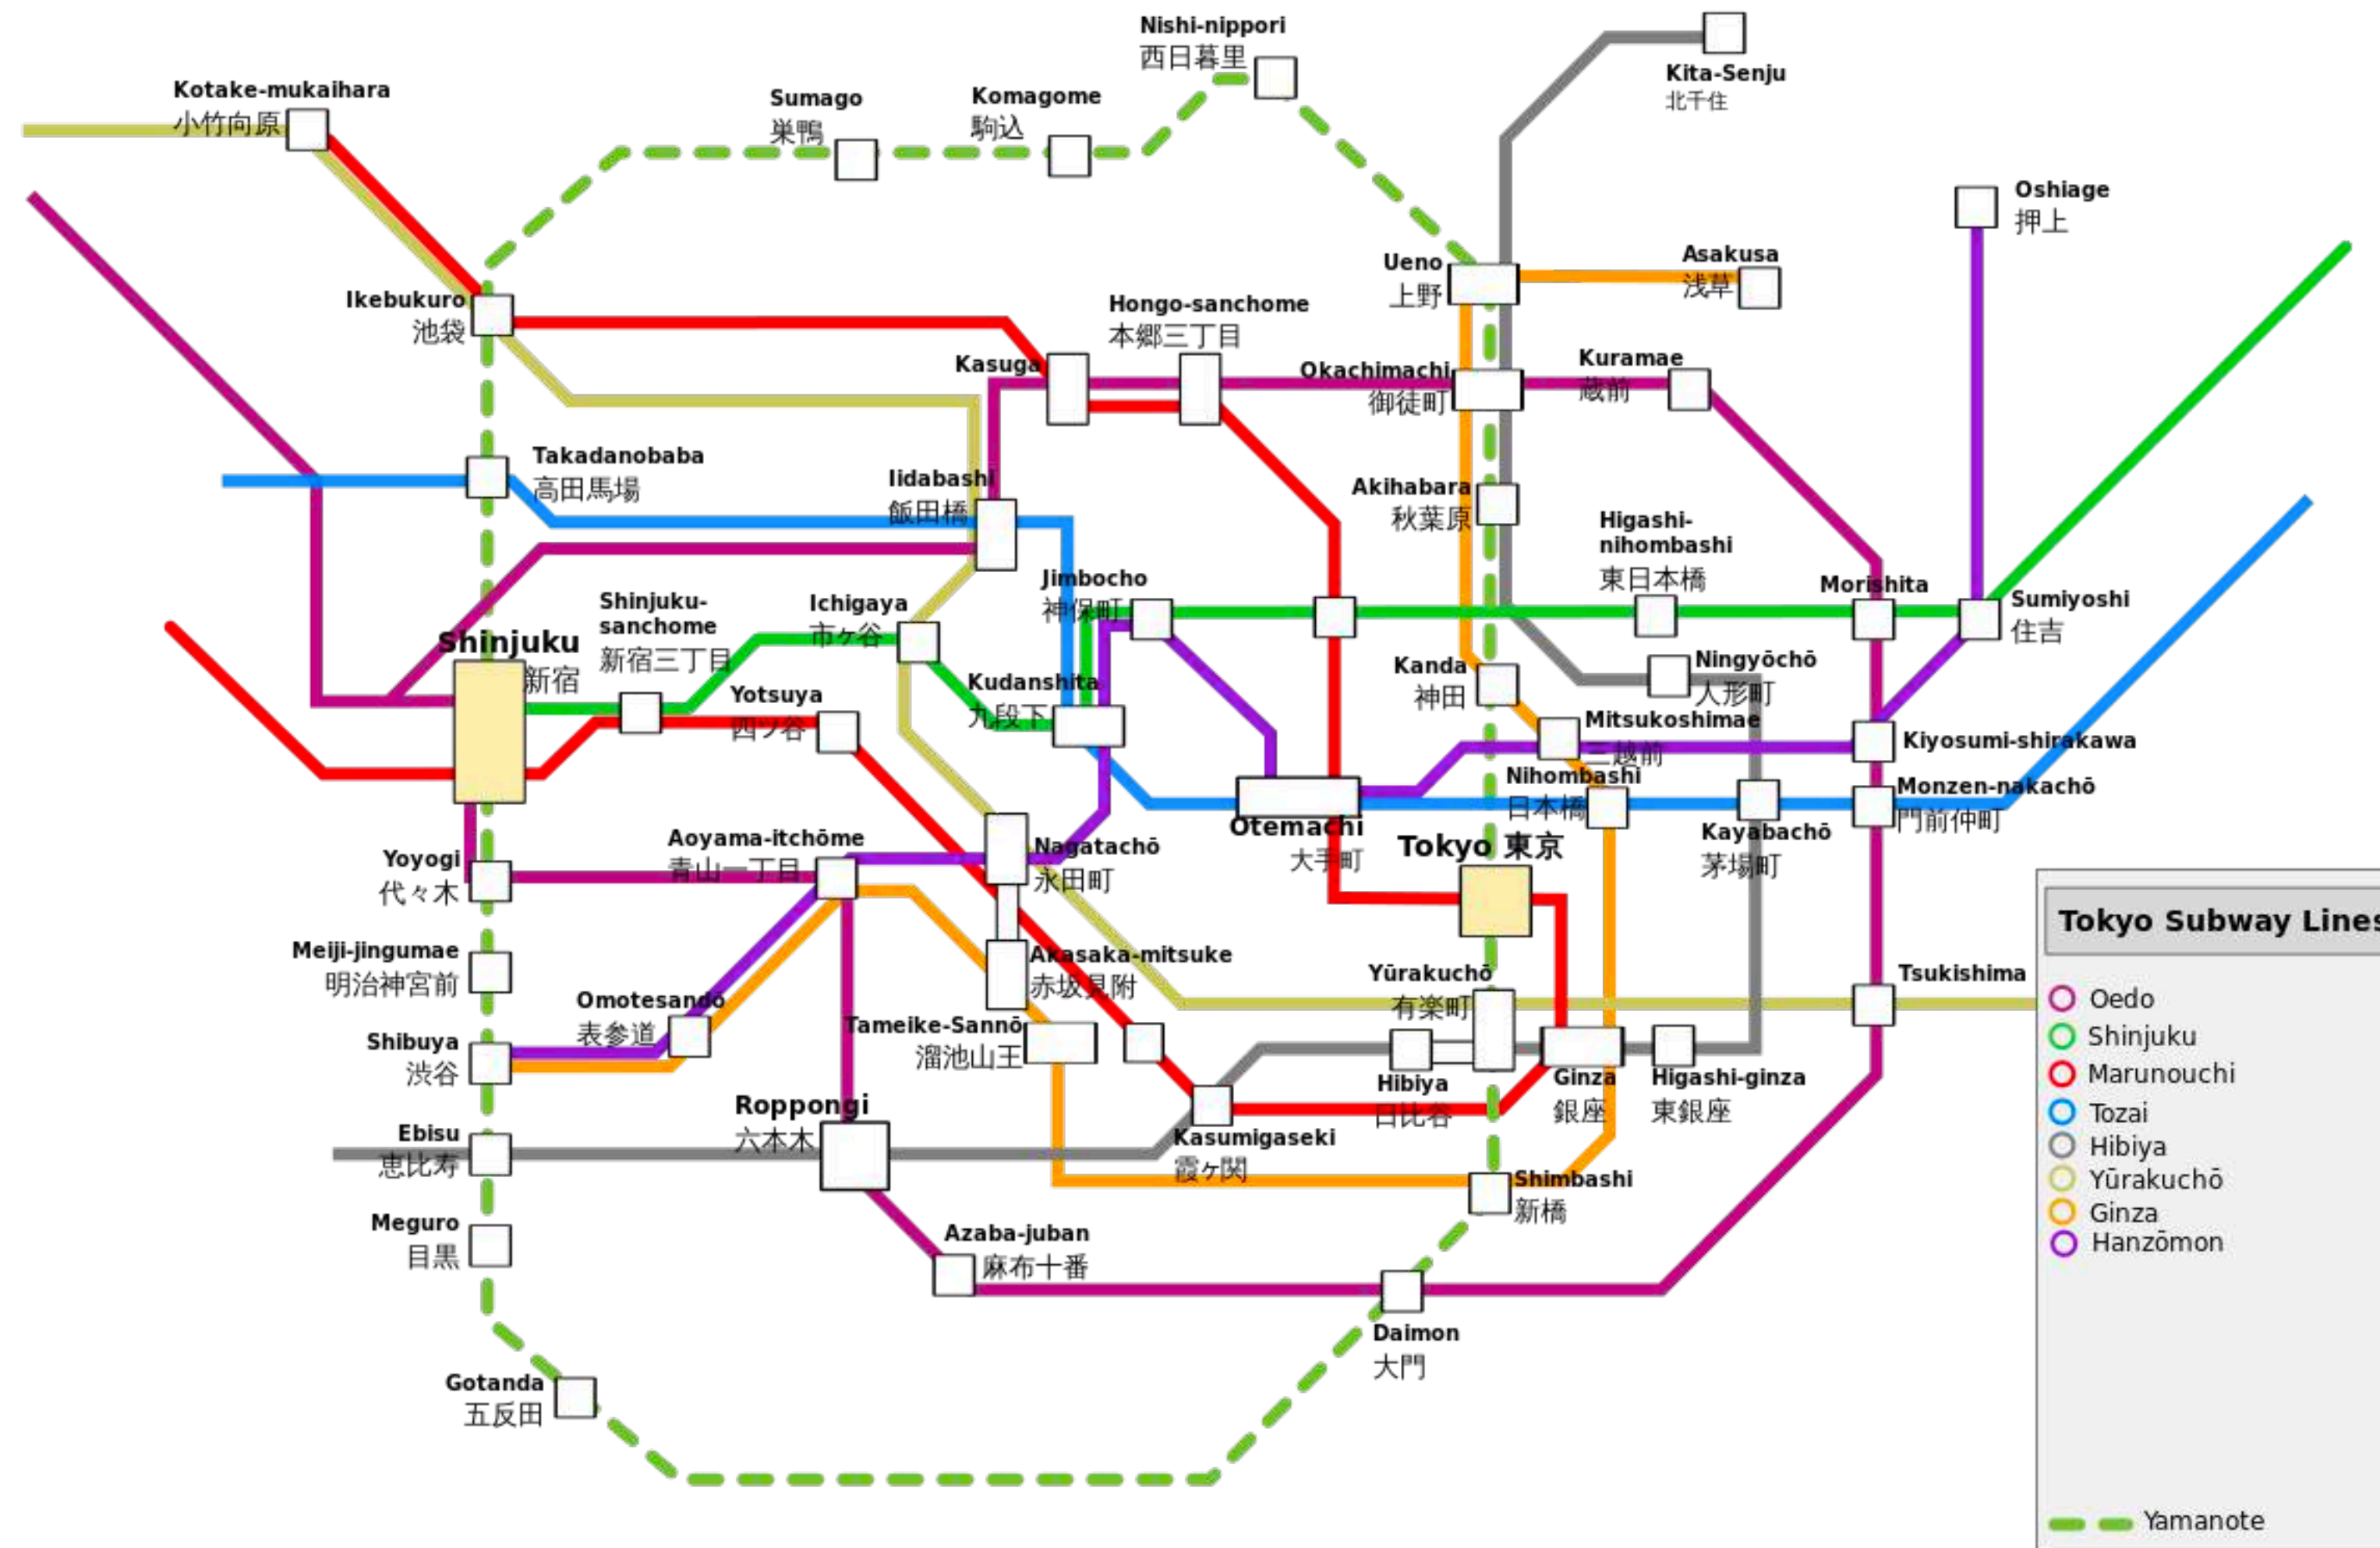 Nishi-nippori
西日暮里
Kita-Senju
北千住
Kotake-mukaihara
小竹向原
Sumago
巣鴨
Komagome
駒込
Oshiage
押上
Ueno
上野
Asakusa
浅草
Ikebukuro
池袋
Hongo-sanchome
本郷三丁目
Kasuga
Okachimachi
御徒町
Kuramae
蔵前
Takadanobaba
高田馬場
Iidabashi
飯田橋
Akihabara
秋葉原
Higashi-
nihombashi
東日本橋
Jimbocho
神保町
Morishita
Sumiyoshi
住吉
Shinjuku
新宿
Shinjuku-
sanchome
新宿三丁目
Ichigaya
市ヶ谷
Yotsuya
四ツ谷
Kudanshita
九段下
Kanda
神田
Ningyōchō
人形町
Mitsukoshimae
三越前
Kiyosumi-shirakawa
Nihombashi
日本橋
Monzen-nakachō
門前仲町
Otemachi
大手町
Kayabachō
茅場町
Tokyo 東京
Yoyogi
代々木
Aoyama-itchōme
青山一丁目
Nagatachō
永田町
Meiji-jingumae
明治神宮前
Akasaka-mitsuke
赤坂見附
Omotesandō
表参道
Yūrakuchō
有楽町
Tsukishima
Shibuya
渋谷
Tameike-Sannō
溜池山王
Hibiya
日比谷
Ginza
銀座
Higashi-ginza
東銀座
Roppongi
六本木
Kasumigaseki
霞ヶ関
Ebisu
恵比寿
Shimbashi
新橋
Meguro
目黒
Azaba-juban
麻布十番
Daimon
大門
Gotanda
五反田
Tokyo Subway Lines
Oedo
Shinjuku
Marunouchi
Tozai
Hibiya
Yūrakuchō
Ginza
Hanzōmon
Yamanote